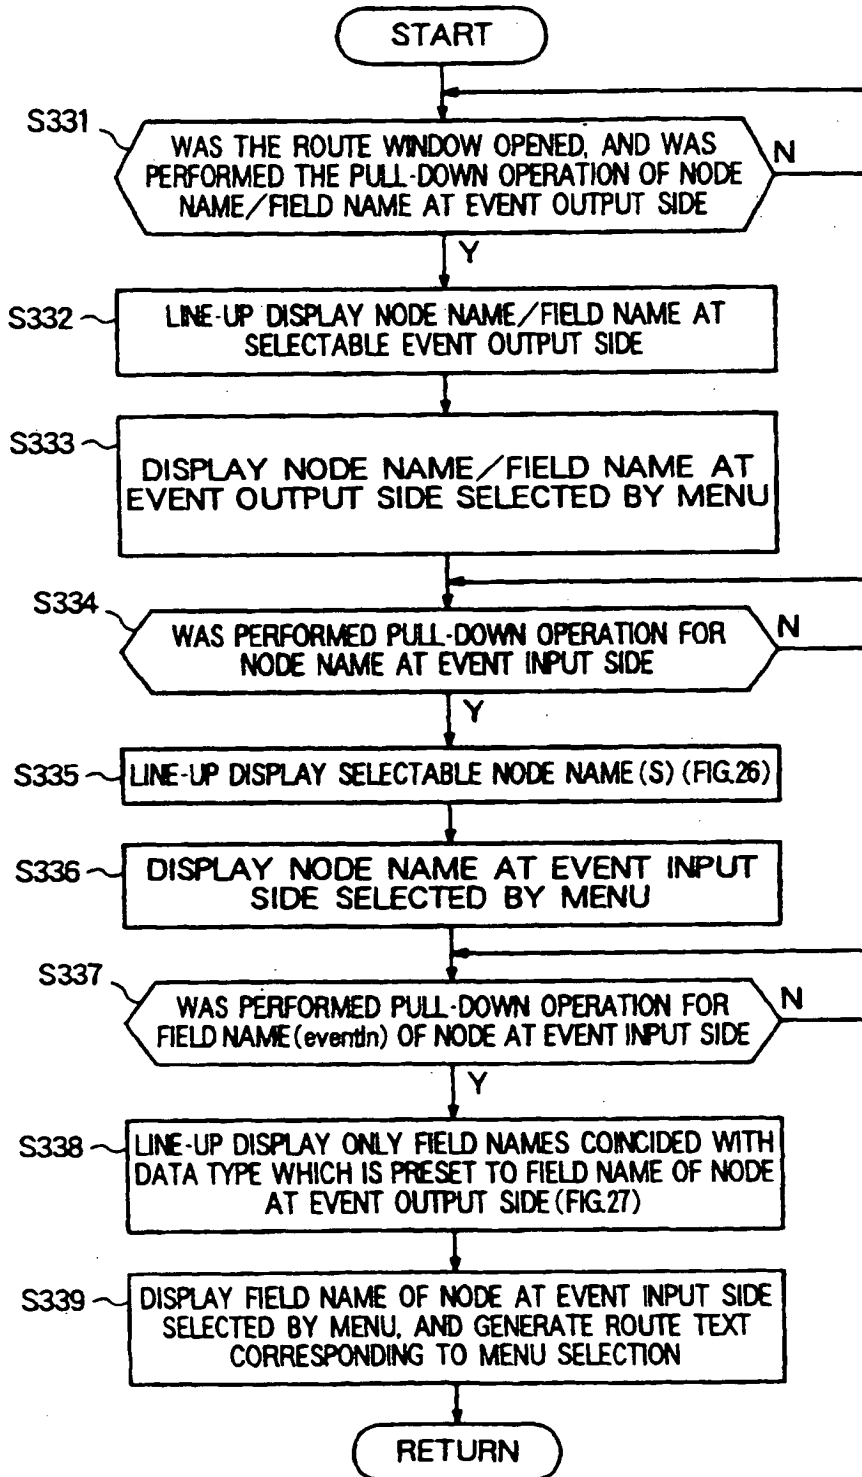 START
S331
WAS THE ROUTE WINDOW OPENED, AND WAS
PERFORMED THE PULL-DOWN OPERATION OF NODE
NAME/FIELD NAME AT EVENT OUTPUT SIDE
N
Y
S332
LINE-UP DISPLAY NODE NAME/FIELD NAME AT
SELECTABLE EVENT OUTPUT SIDE
S333
DISPLAY NODE NAME/FIELD NAME AT
EVENT OUTPUT SIDE SELECTED BY MENU
S334
WAS PERFORMED PULL-DOWN OPERATION FOR
NODE NAME AT EVENT INPUT SIDE
N
Y
S335
LINE-UP DISPLAY SELECTABLE NODE NAME(S) (FIG.26)
S336
DISPLAY NODE NAME AT EVENT INPUT
SIDE SELECTED BY MENU
S337
WAS PERFORMED PULL-DOWN OPERATION FOR
FIELD NAME(eventIn) OF NODE AT EVENT INPUT SIDE
N
Y
S338
LINE-UP DISPLAY ONLY FIELD NAMES COINCIDED WITH
DATA TYPE WHICH IS PRESET TO FIELD NAME OF NODE
AT EVENT OUTPUT SIDE(FIG.27)
S339
DISPLAY FIELD NAME OF NODE AT EVENT INPUT SIDE
SELECTED BY MENU, AND GENERATE ROUTE TEXT
CORRESPONDING TO MENU SELECTION
RETURN